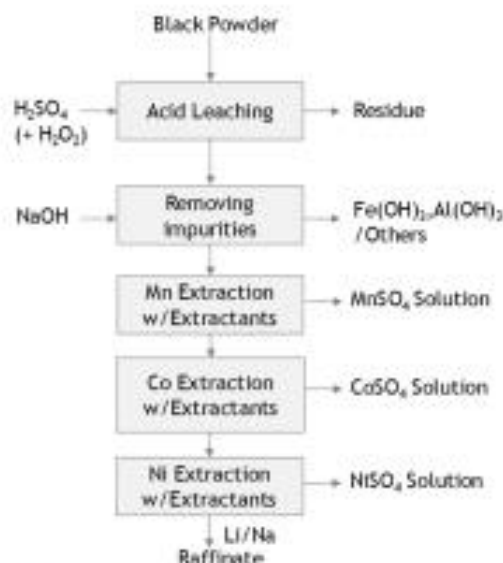 Black Powder
H₂SO₄
(+ H₂O₂)
Acid Leaching
Residue
NaOH
Removing
Impurities
Fe(OH)₂,Al(OH)₃
/Others
Mn Extraction
w/Extractants
MnSO₄ Solution
Co Extraction
w/Extractants
CoSO₄ Solution
Ni Extraction
w/Extractants
NiSO₄ Solution
Li/Na
Raffinate